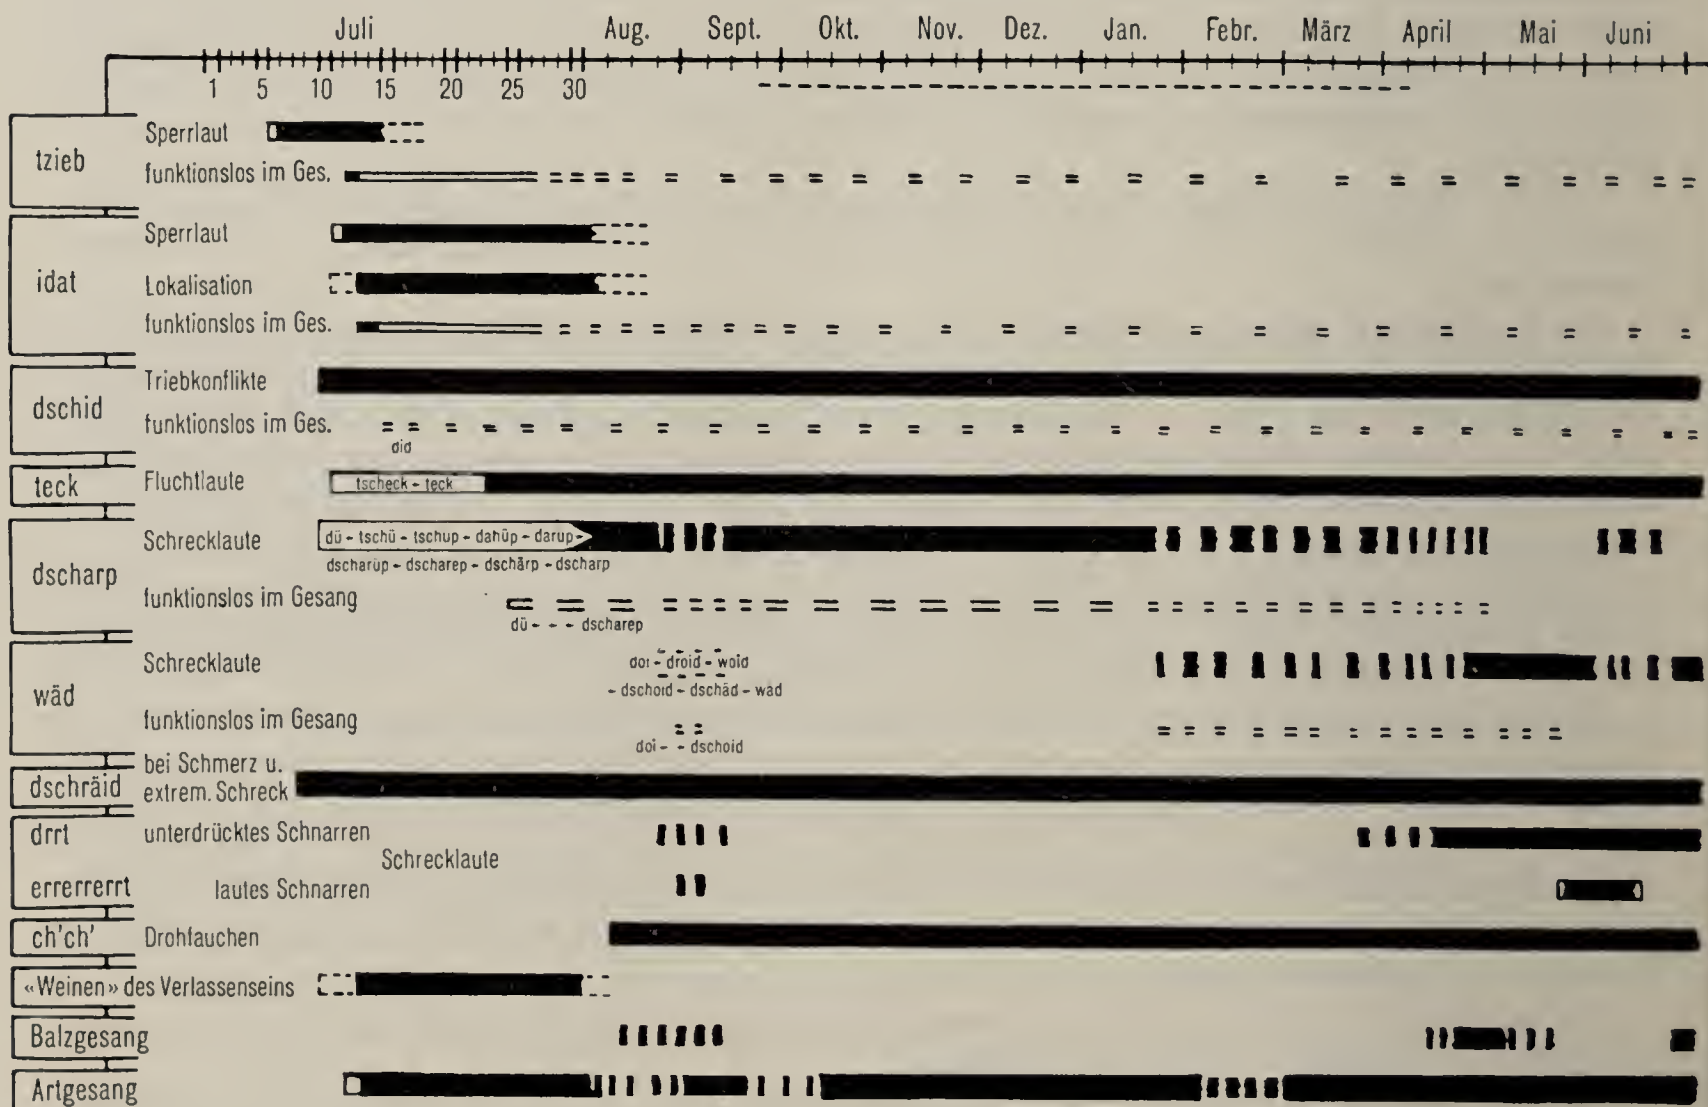 Juli Aug. Sept. Okt. Nov. Dez. Jan. Febr. März April Mai Juni
1 5 10 15 20 25 30
tzieb
Sperrlaut
funktionslos im Ges.
idat
Sperrlaut
Lokalisation
funktionslos im Ges.
dschid
Triebkonflikte
funktionslos im Ges.
did
teck
Fluchtlaute
tscheck - teck
dscharp
Schrecklaute
dü - tschü - tschup - dahüp - darup -
dscharüp - dscharep - dschärp - dscharp
funktionslos im Gesang
dü - - - dscharep
wäd
Schrecklaute
doi - droid - woid
- dschoid - dschäd - wäd
funktionslos im Gesang
doi - - dschoid
dschräid
bei Schmerz u.
extrem. Schreck
drrt
unterdrücktes Schnarren
Schrecklaute
errerrerrt
lautes Schnarren
ch'ch'
Drohfauchen
«Weinen» des Verlassenseins
Balzgesang
Artgesang